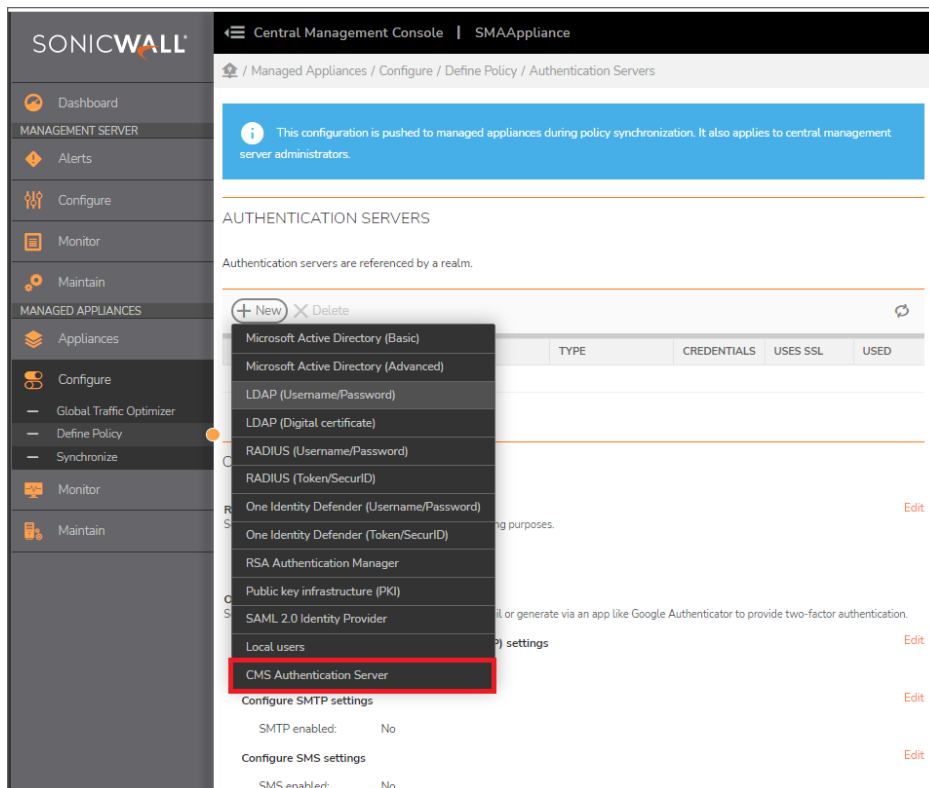 SONICWALL
Central Management Console | SMAAppliance
/ Managed Appliances / Configure / Define Policy / Authentication Servers
Dashboard
MANAGEMENT SERVER
Alerts
Configure
Monitor
Maintain
MANAGED APPLIANCES
Appliances
Configure
Global Traffic Optimizer
Define Policy
Synchronize
Monitor
Maintain
This configuration is pushed to managed appliances during policy synchronization. It also applies to central management
server administrators.
AUTHENTICATION SERVERS
Authentication servers are referenced by a realm.
New Delete
TYPE CREDENTIALS USES SSL USED
Microsoft Active Directory (Basic)
Microsoft Active Directory (Advanced)
LDAP (Username/Password)
LDAP (Digital certificate)
RADIUS (Username/Password)
RADIUS (Token/SecurID)
One Identity Defender (Username/Password)
One Identity Defender (Token/SecurID)
RSA Authentication Manager
Public key infrastructure (PKI)
SAML 2.0 Identity Provider
Local users
CMS Authentication Server
Edit
ng purposes.
il or generate via an app like Google Authenticator to provide two-factor authentication.
P) settings Edit
Configure SMTP settings Edit
SMTP enabled: No
Configure SMS settings Edit
SMS enabled: No